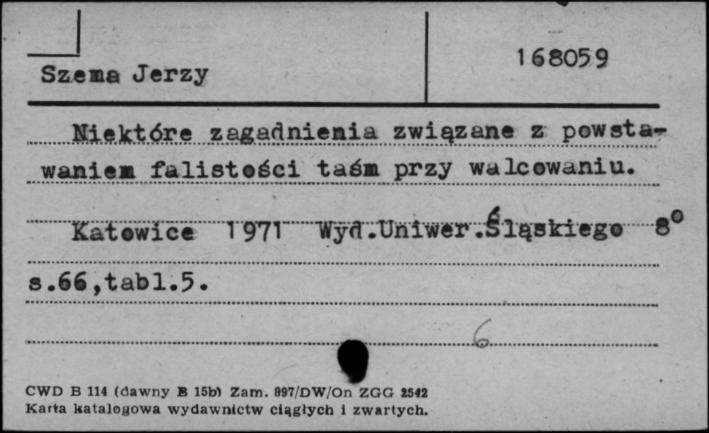 168059
Szema Jerzy
Niektóre zagadnienia związane z powsta-
waniem falistości taśm przy walcowaniu.
Katowice 1971 Wyd.Uniwer.Śląskiego 8°
s.66,tabl.5.
6
CWD B 114 (dawny B 15b) Zam. 897/DW/On ZGG 2542
Karta katalogowa wydawnictw ciągłych i zwartych.